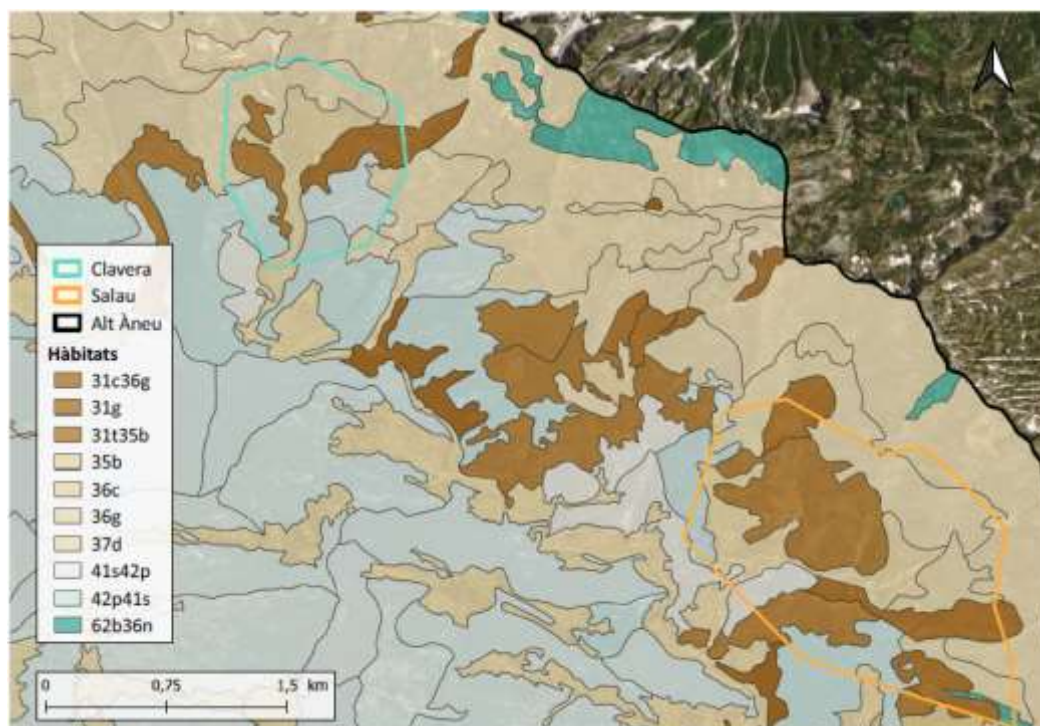 Clavera
Salau
Alt Àneu
Hàbitats
31c36g
31g
31t35b
35b
36c
36g
37d
41s42p
42p41s
62b36n
0 0,75 1,5 km